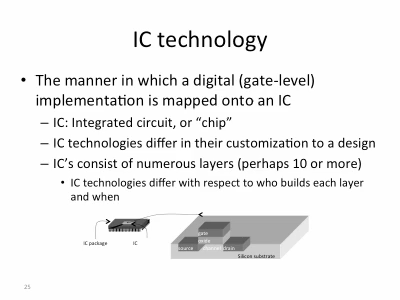 IC technology
• The manner in which a digital (gate-level)
implementation is mapped onto an IC
– IC: Integrated circuit, or “chip”
– IC technologies differ in their customization to a design
– IC’s consist of numerous layers (perhaps 10 or more)
• IC technologies differ with respect to who builds each layer
and when
gate
oxide
IC package IC source channel drain
Silicon substrate
25